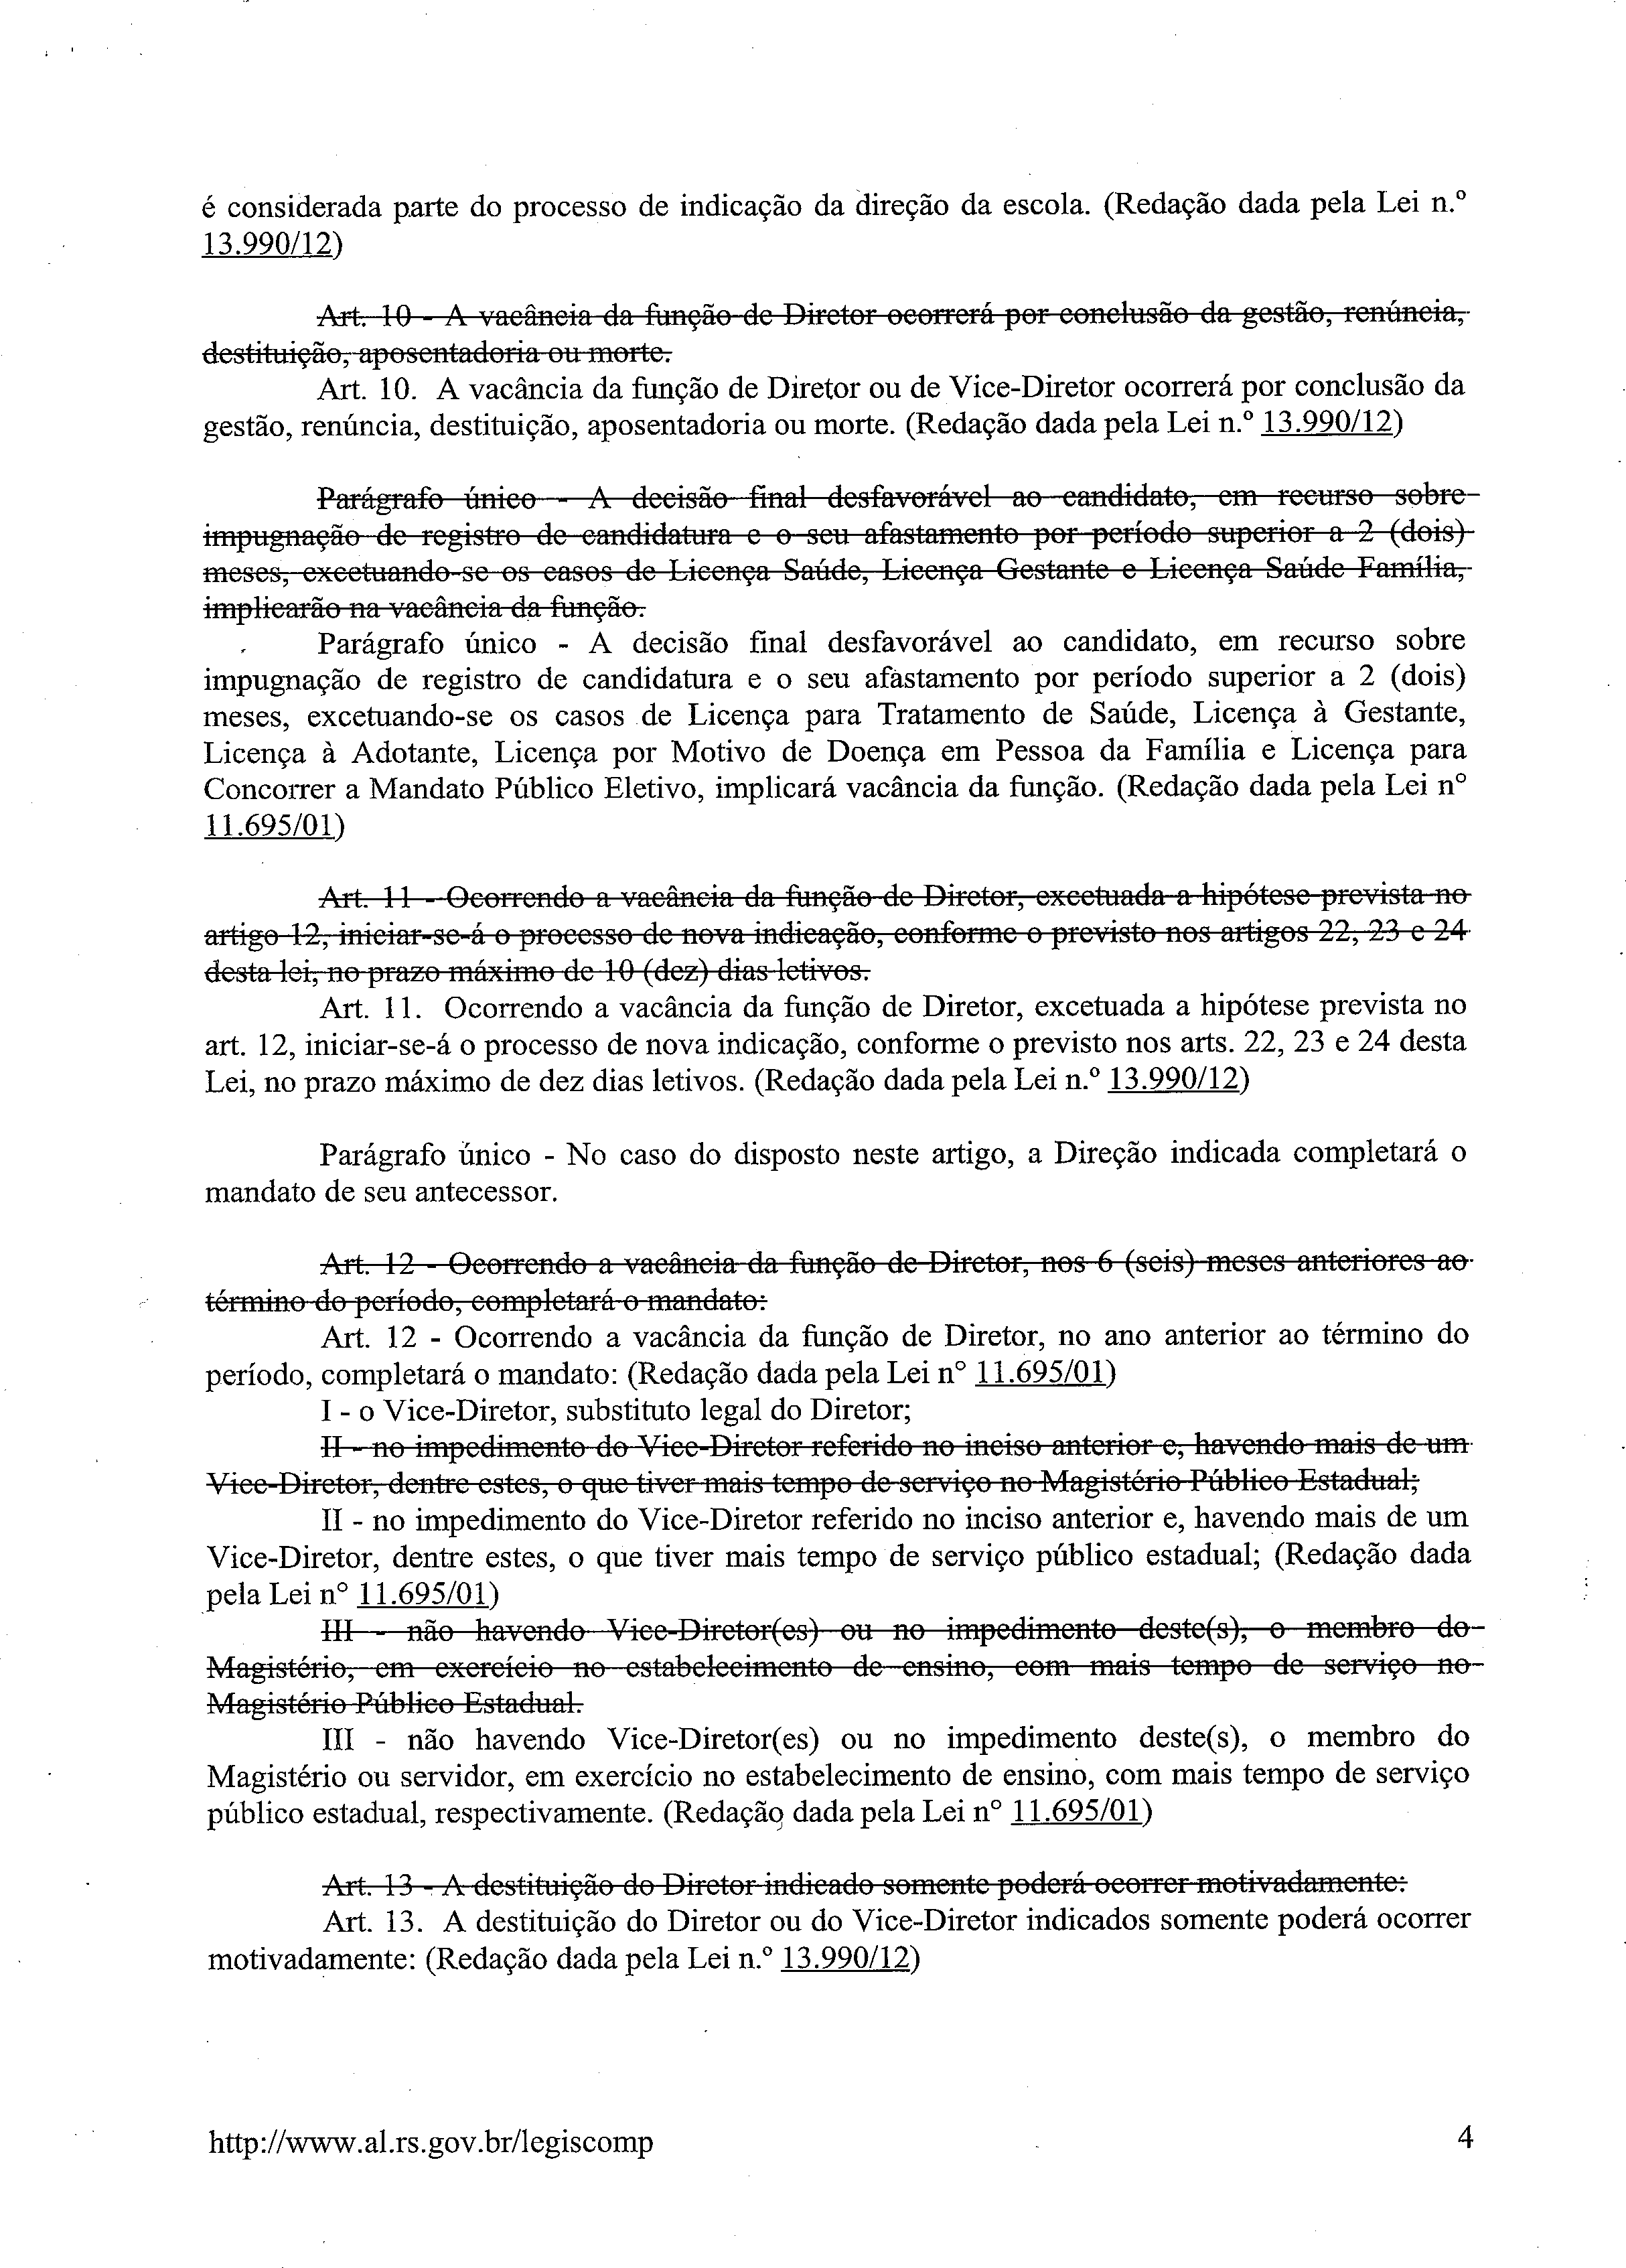 é considerada parte do processo de indicação da direção da escola. (Redação dada pela Lei n.º
13.990/12)
Art. 10 - A vacância da função de Diretor ocorrerá por conclusão da gestão, renúncia,
destituição, aposentadoria ou morte.
Art. 10. A vacância da função de Diretor ou de Vice-Diretor ocorrerá por conclusão da
gestão, renúncia, destituição, aposentadoria ou morte. (Redação dada pela Lei n.º 13.990/12)
Parágrafo único - A decisão final desfavorável ao candidato, em recurso sobre
impugnação de registro de candidatura e o seu afastamento por período superior a 2 (dois)
meses, excetuando-se os casos de Licença Saúde, Licença Gestante e Licença Saúde Família,
implicarão na vacância da função.
Parágrafo único - A decisão final desfavorável ao candidato, em recurso sobre
impugnação de registro de candidatura e o seu afastamento por período superior a 2 (dois)
meses, excetuando-se os casos de Licença para Tratamento de Saúde, Licença à Gestante,
Licença à Adotante, Licença por Motivo de Doença em Pessoa da Família e Licença para
Concorrer a Mandato Público Eletivo, implicará vacância da função. (Redação dada pela Lei nº
11.695/01)
Art. 11 - Ocorrendo a vacância da função de Diretor, excetuada a hipótese prevista no
artigo 12, iniciar-se-á o processo de nova indicação, conforme o previsto nos artigos 22, 23 e 24
desta lei, no prazo máximo de 10 (dez) dias letivos.
Art. 11. Ocorrendo a vacância da função de Diretor, excetuada a hipótese prevista no
art. 12, iniciar-se-á o processo de nova indicação, conforme o previsto nos arts. 22, 23 e 24 desta
Lei, no prazo máximo de dez dias letivos. (Redação dada pela Lei n.º 13.990/12)
Parágrafo único - No caso do disposto neste artigo, a Direção indicada completará o
mandato de seu antecessor.
Art. 12 - Ocorrendo a vacância da função de Diretor, nos 6 (seis) meses anteriores ao
término do período, completará o mandato:
Art. 12 - Ocorrendo a vacância da função de Diretor, no ano anterior ao término do
período, completará o mandato: (Redação dada pela Lei nº 11.695/01)
I - o Vice-Diretor, substituto legal do Diretor;
II - no impedimento do Vice-Diretor referido no inciso anterior e, havendo mais de um
Vice-Diretor, dentre estes, o que tiver mais tempo de serviço no Magistério Público Estadual;
II - no impedimento do Vice-Diretor referido no inciso anterior e, havendo mais de um
Vice-Diretor, dentre estes, o que tiver mais tempo de serviço público estadual; (Redação dada
pela Lei nº 11.695/01)
III - não havendo Vice-Diretor(es) ou no impedimento deste(s), o membro do
Magistério, em exercício no estabelecimento de ensino, com mais tempo de serviço no
Magistério Público Estadual.
III - não havendo Vice-Diretor(es) ou no impedimento deste(s), o membro do
Magistério ou servidor, em exercício no estabelecimento de ensino, com mais tempo de serviço
público estadual, respectivamente. (Redação dada pela Lei nº 11.695/01)
Art. 13 - A destituição do Diretor indicado somente poderá ocorrer motivadamente:
Art. 13. A destituição do Diretor ou do Vice-Diretor indicados somente poderá ocorrer
motivadamente: (Redação dada pela Lei n.º 13.990/12)
http://www.al.rs.gov.br/legiscomp 4